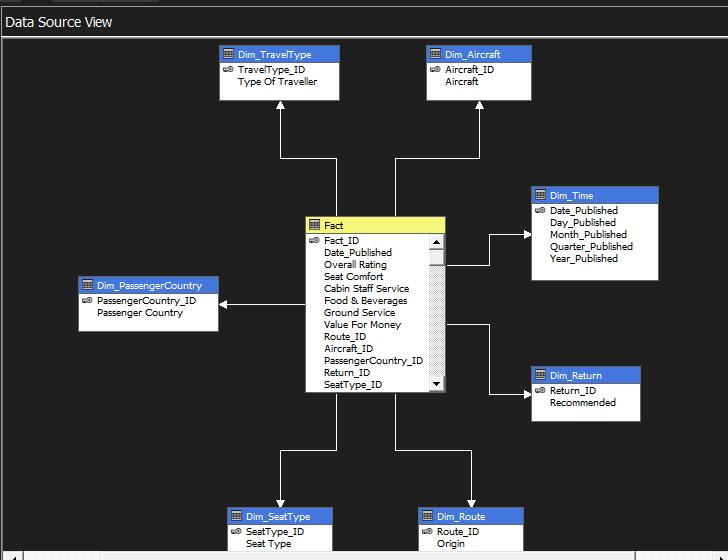 Data Source View
Dim_TravelType
TravelType_ID
Type Of Traveller
Dim_Aircraft
Aircraft_ID
Aircraft
Dim_Time
Date_Published
Day_Published
Month_Published
Quarter_Published
Year_Published
Fact
Fact_ID
Date_Published
Overall Rating
Seat Comfort
Cabin Staff Service
Food & Beverages
Ground Service
Value For Money
Route_ID
Aircraft_ID
PassengerCountry_ID
Return_ID
SeatType_ID
Dim_PassengerCountry
PassengerCountry_ID
Passenger Country
Dim_Return
Return_ID
Recommended
Dim_SeatType
SeatType_ID
Seat Type
Dim_Route
Route_ID
Origin